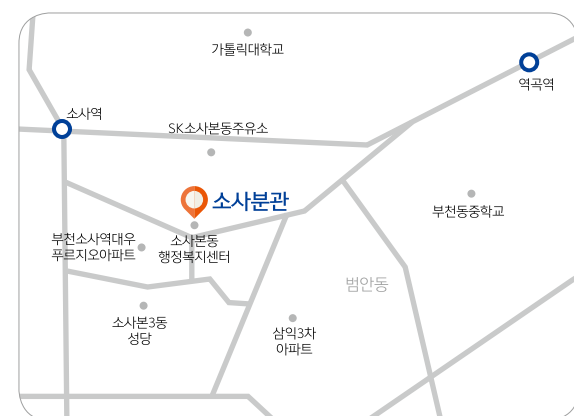 가톨릭대학교
역곡역
소사역
SK소사본동주유소
소사분관
부천동중학교
부천소사역대우
푸르지오아파트
소사본동
행정복지센터
범안동
소사본3동
성당
삼익3차
아파트